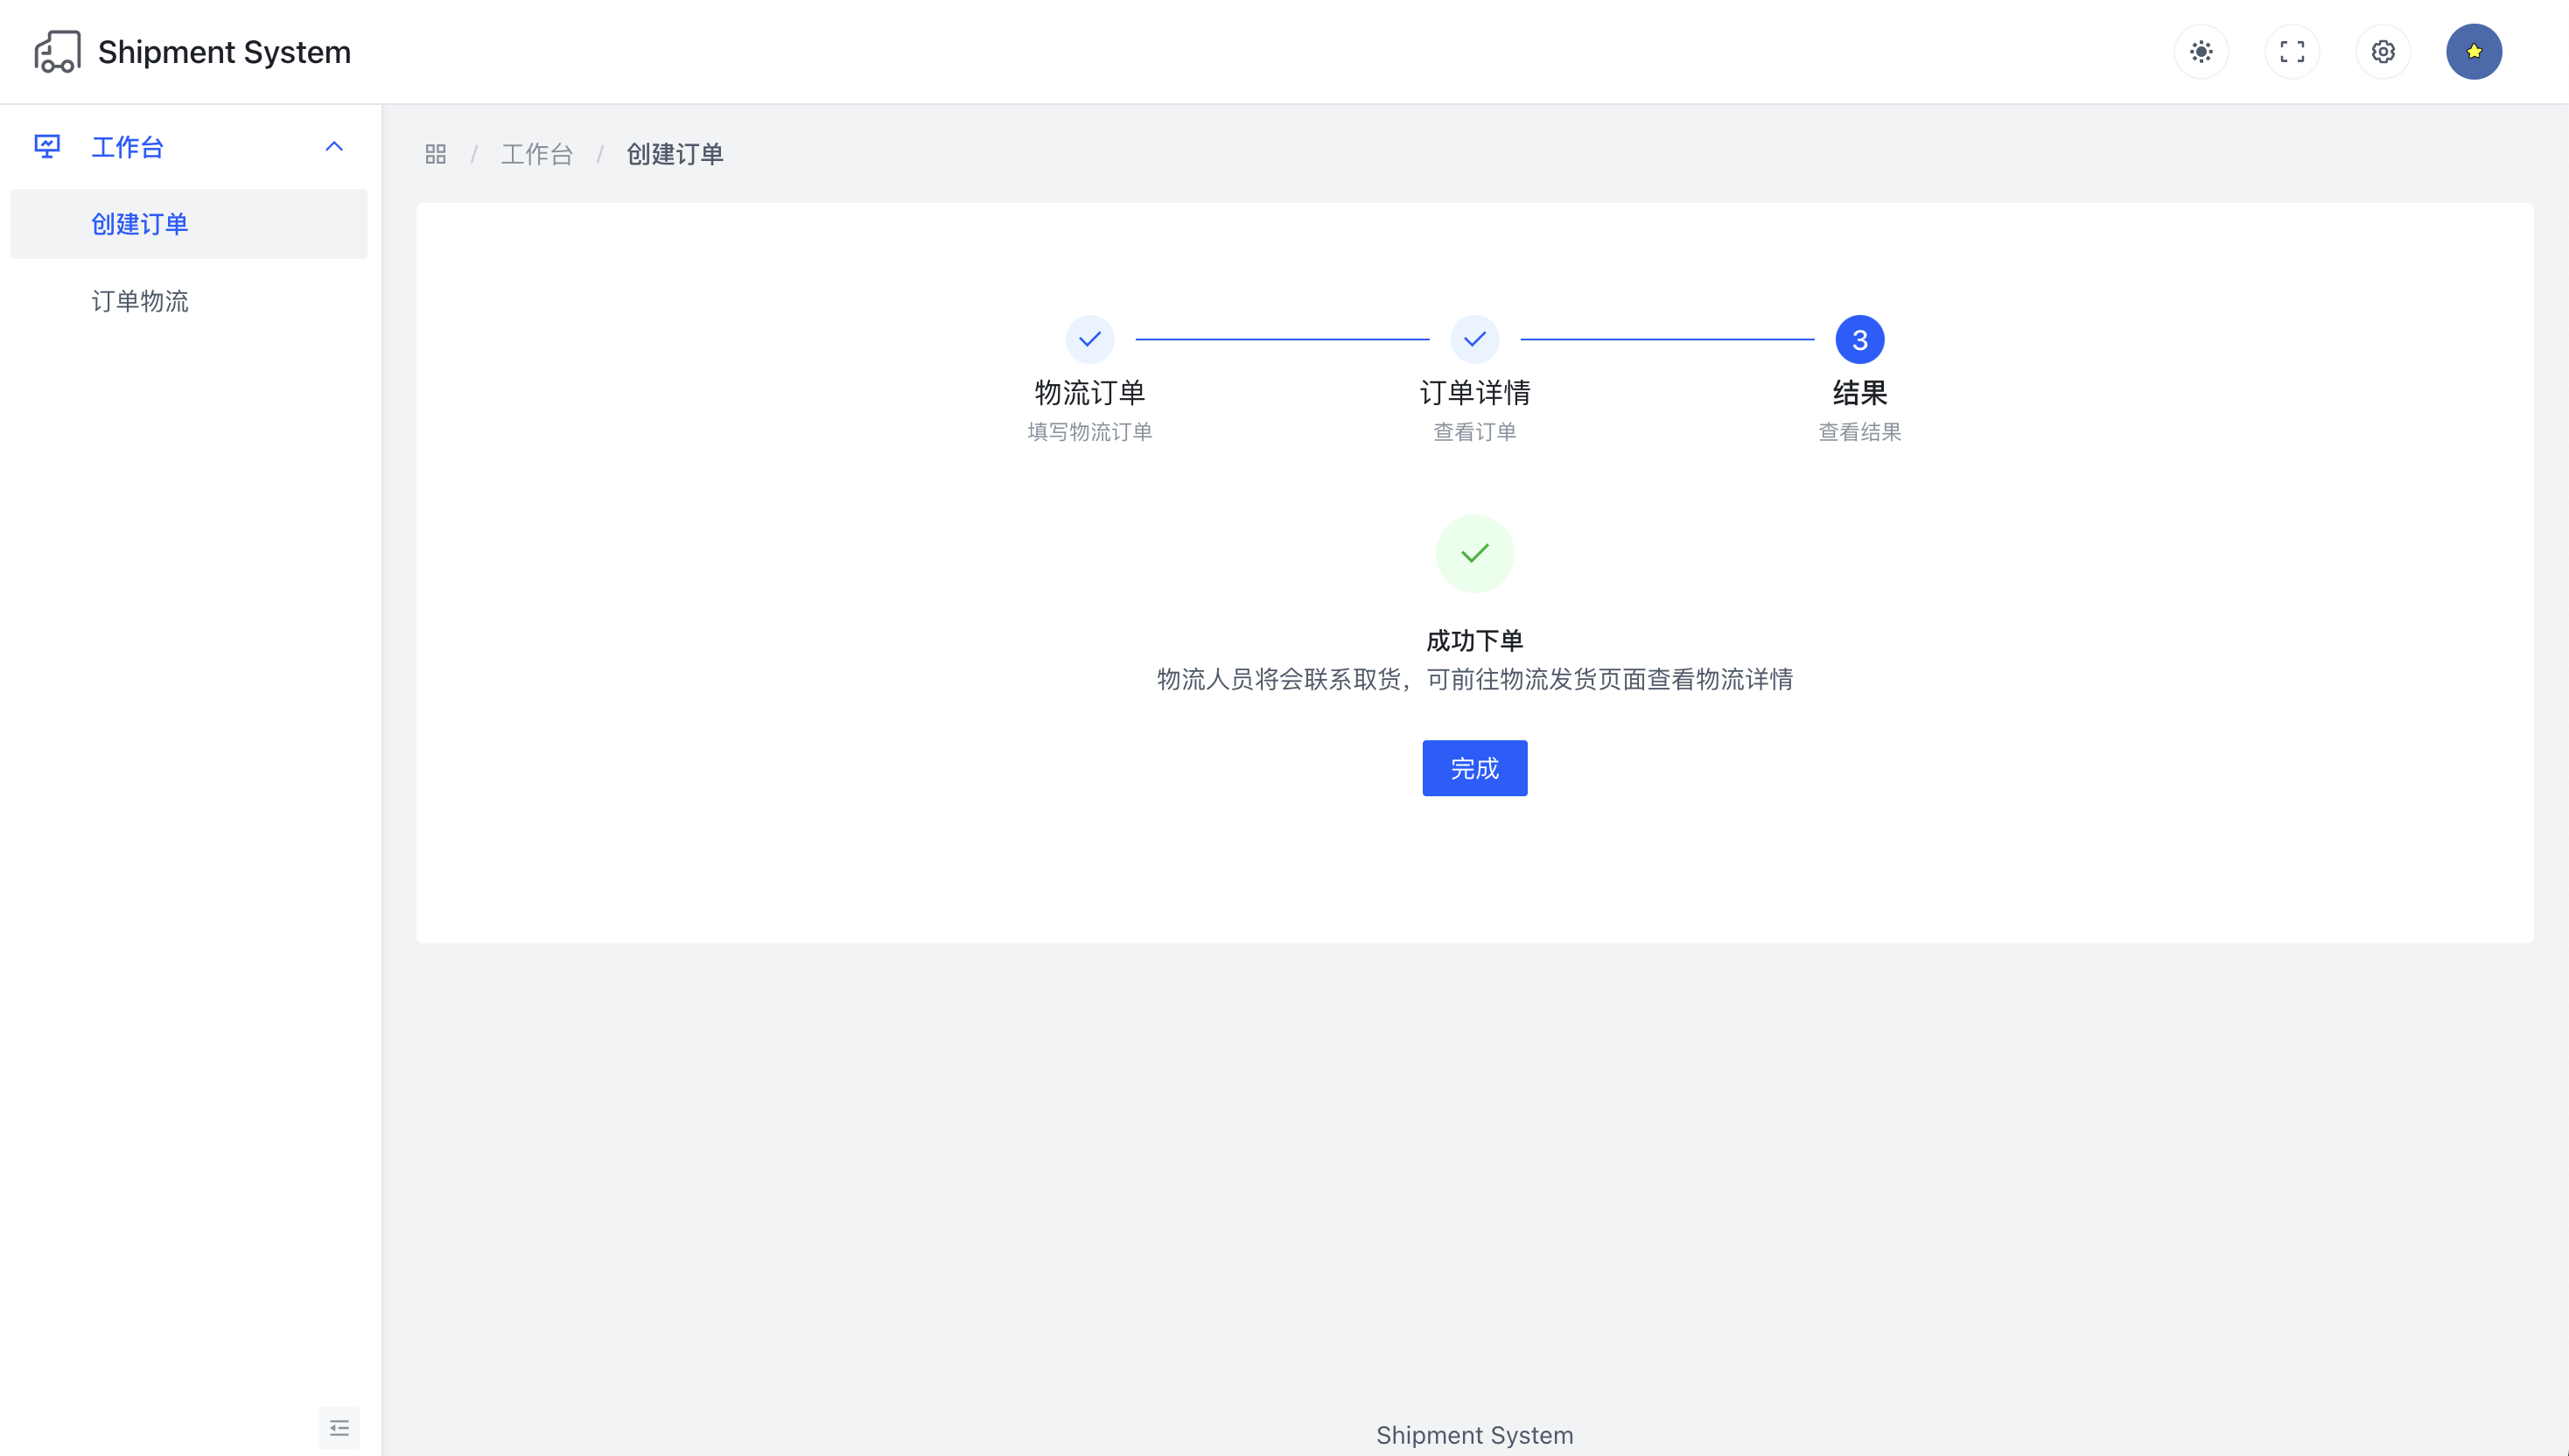 Shipment System
工作台
创建订单
订单物流
/ 工作台 / 创建订单
3
物流订单 订单详情 结果
填写物流订单 查看订单 查看结果
成功下单
物流人员将会联系取货，可前往物流发货页面查看物流详情
完成
Shipment System